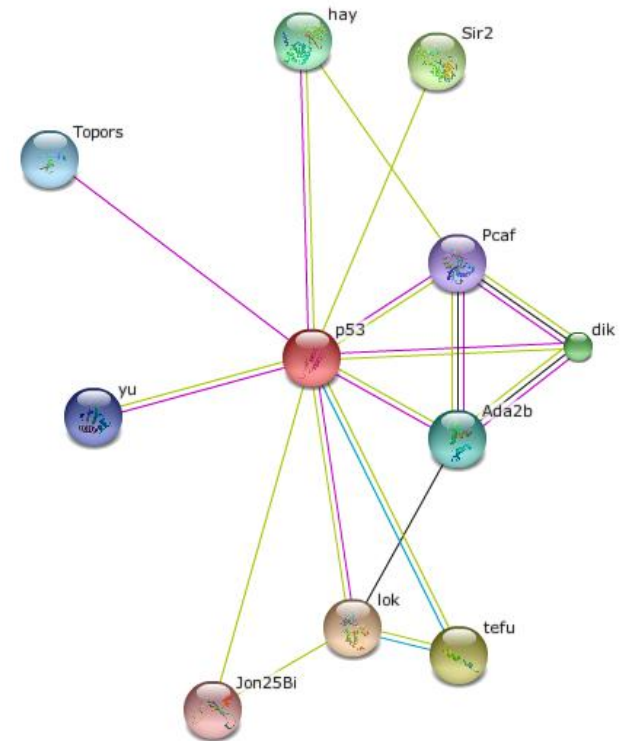 hay
Sir2
Topors
Pcaf
p53
dik
yu
Ada2b
lok
tefu
Jon25Bi